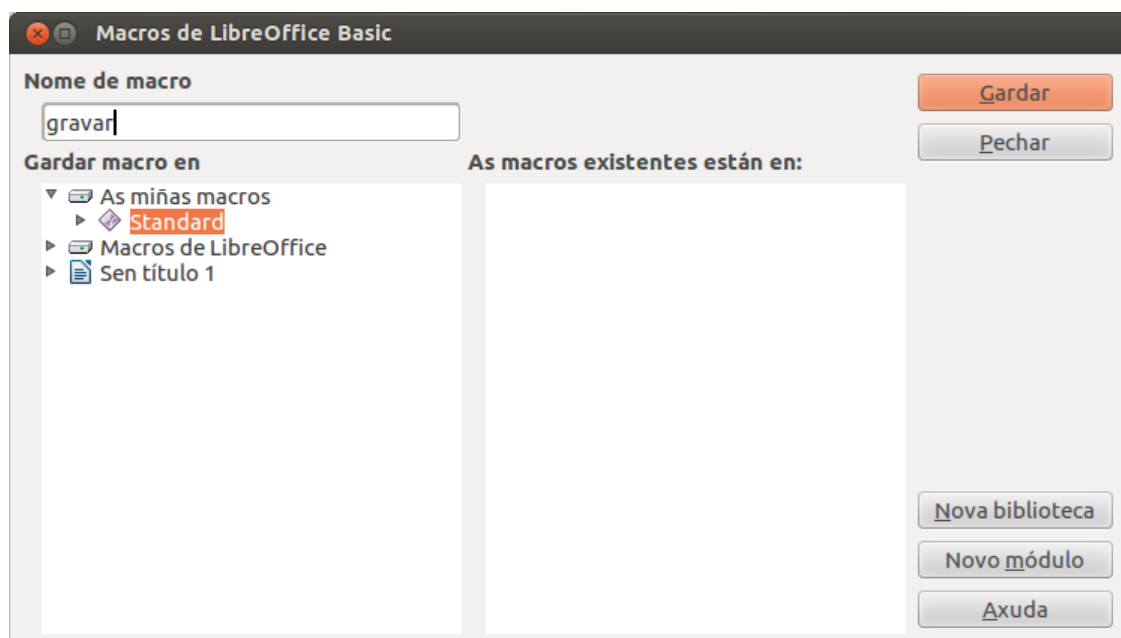 Macros de LibreOffice Basic
Nome de macro
gravar
Gardar macro en
As miñas macros
Standard
Macros de LibreOffice
Sen título 1
As macros existentes están en:
Gardar
Pechar
Nova biblioteca
Novo módulo
Axuda